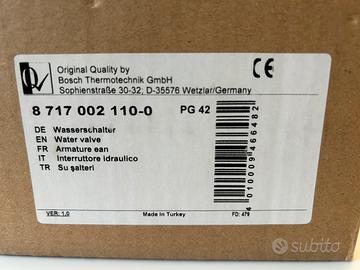 Original Quality by
Bosch Thermotechnik GmbH
Sophienstraße 30-32; D-35576 Wetzlar/Germany
CE
8 717 002 110-0 PG 42
DE Wasserschalter
EN Water valve
FR Armature ean
IT Interruttore idraulico
TR Su şalteri
4010009466482
VER: 1.0
Made in Turkey
FD: 479
subito